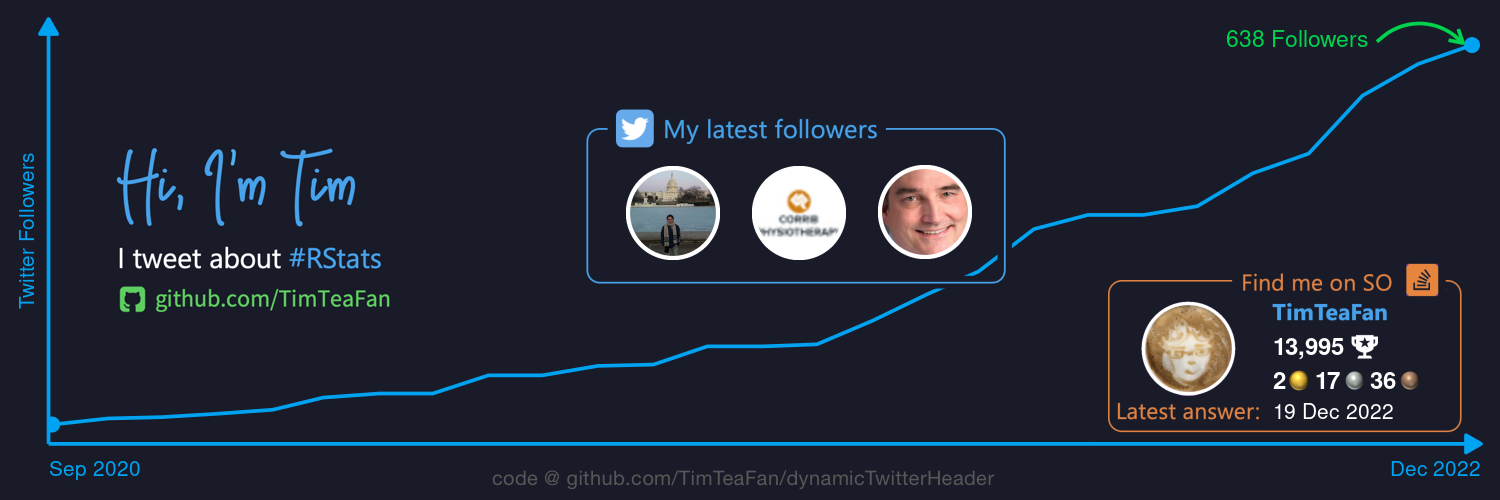 638 Followers
My latest followers
Twitter Followers
Hi, I'm Tim
I tweet about #RStats
github.com/TimTeaFan
CORRIB
Find me on SO
TimTeaFan
13,995
2 17 36
Latest answer: 19 Dec 2022
Sep 2020
Dec 2022
code @ github.com/TimTeaFan/dynamicTwitterHeader